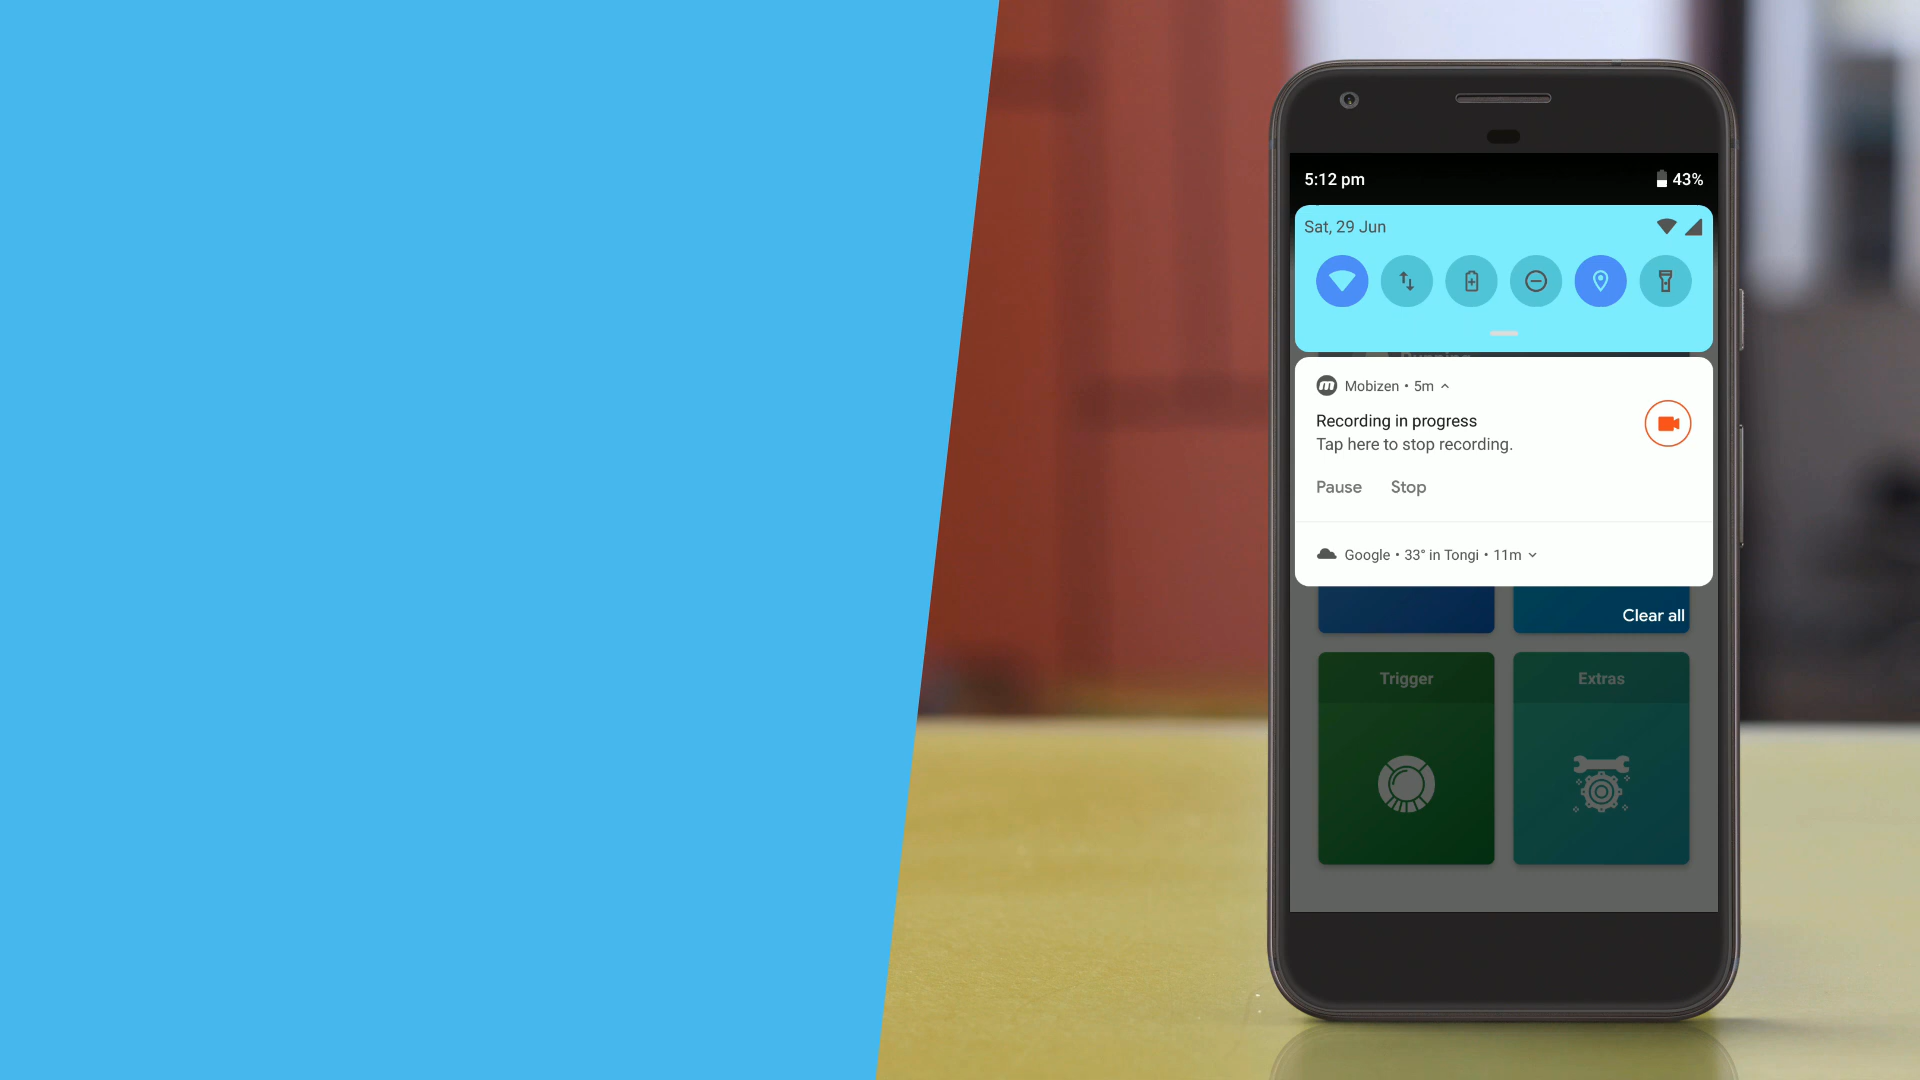 5:12 pm
43%
Sat, 29 Jun
Running
Mobizen • 5m
Recording in progress
Tap here to stop recording.
Pause Stop
Google • 33° in Tongi • 11m
Clear all
Trigger
Extras